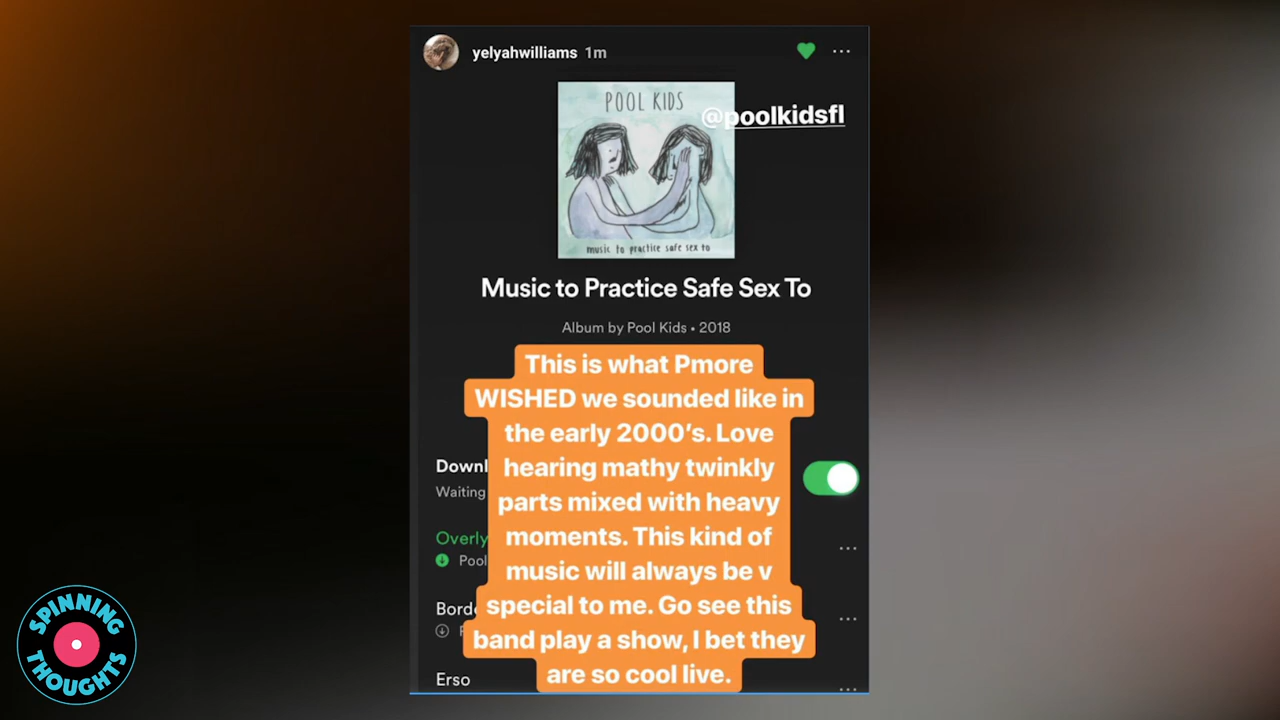 yelyahwilliams 1m
POOL KIDS
@poolkidsfl
music to practice safe sex to
Music to Practice Safe Sex To
Album by Pool Kids • 2018
This is what Pmore
WISHED we sounded like in
the early 2000's. Love
hearing mathy twinkly
parts mixed with heavy
moments. This kind of
music will always be v
special to me. Go see this
band play a show, I bet they
are so cool live.
Downl
Waiting
Overly
Pool
Borde
Erso
SPINNING
THOUGHTS